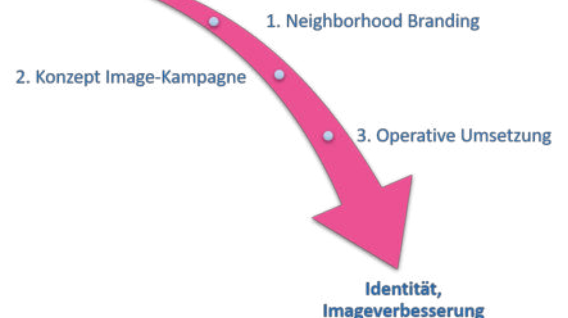 1. Neighborhood Branding
2. Konzept Image-Kampagne
3. Operative Umsetzung
Identität,
Imageverbesserung